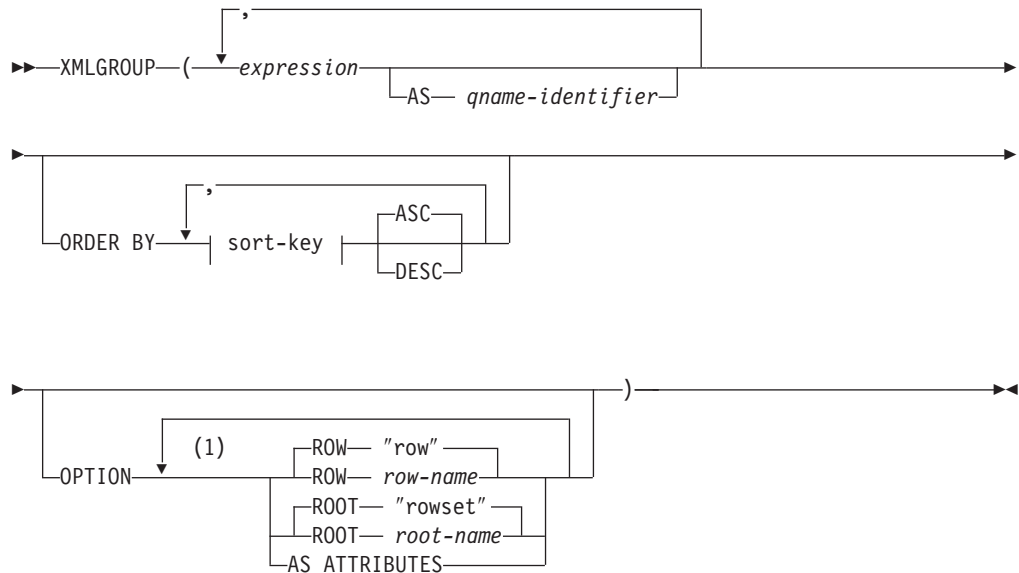 ,
XMLGROUP ( expression
AS qname-identifier
,
ORDER BY sort-key ASC
DESC
)
(1) ROW "row"
OPTION ROW row-name
ROOT "rowset"
ROOT root-name
AS ATTRIBUTES